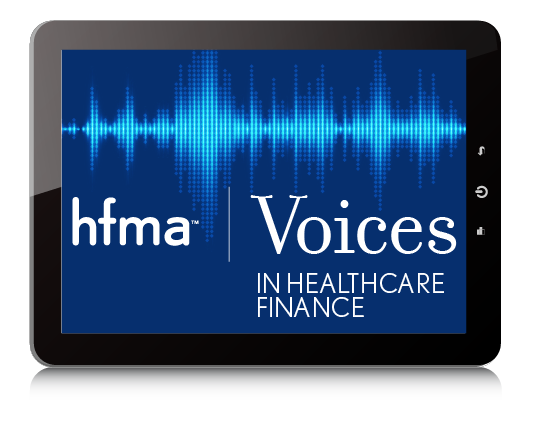 hfma™
Voices
IN HEALTHCARE
FINANCE